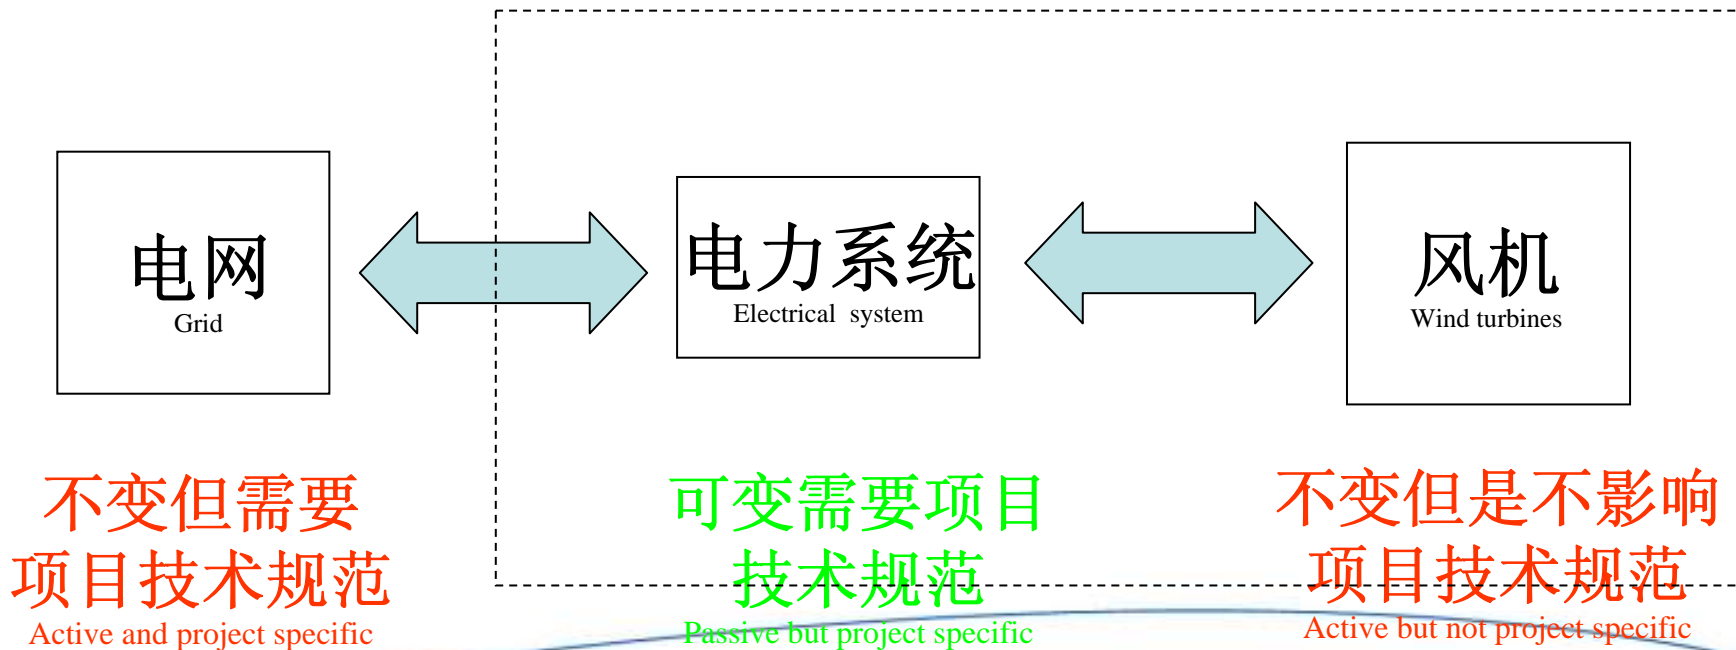 电网
Grid
电力系统
Electrical system
风机
Wind turbines
不变但需要
项目技术规范
Active and project specific
可变需要项目
技术规范
Passive but project specific
不变但是不影响
项目技术规范
Active but not project specific